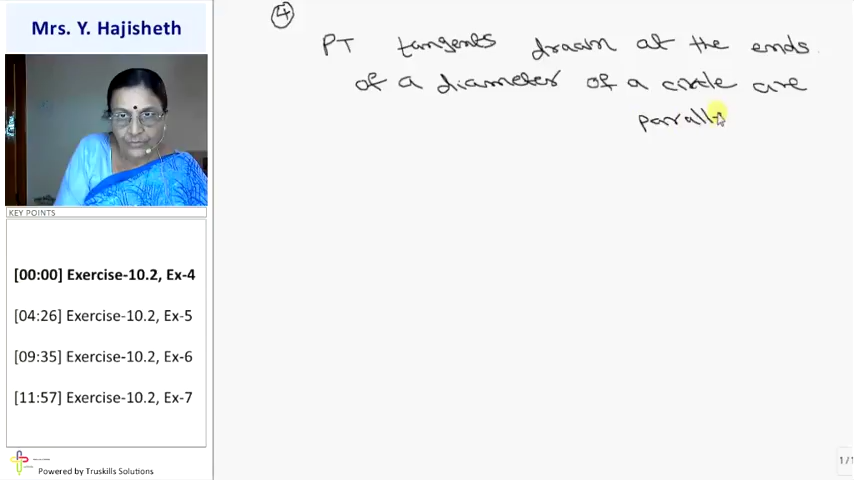 Mrs. Y. Hajisheth
KEY POINTS
[00:00] Exercise-10.2, Ex-4
[04:26] Exercise-10.2, Ex-5
[09:35] Exercise-10.2, Ex-6
[11:57] Exercise-10.2, Ex-7
Powered by Truskills Solutions
4
PT tangents drawn at the ends
of a diameter of a circle are
parall
1/1